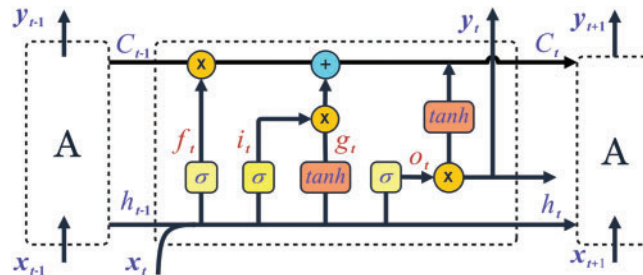 y_{t-1} y_t y_{t+1}
C_{t-1} C_t
x +
tanh
x
f_t i_t g_t o_t
A σ σ tanh σ x A
h_{t-1} h_t
x_{t-1} x_t x_{t+1}